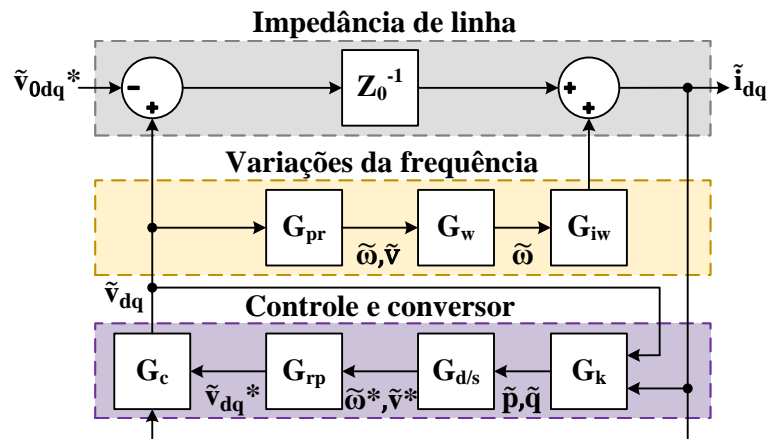 Impedância de linha
ṽ0dq*
-
+
Z0⁻¹
+
+
ĩdq
Variações da frequência
Gpr
Gw
Giw
ω̃,ṽ
ω̃
ṽdq
Controle e conversor
Gc
Grp
Gd/s
Gk
ṽdq*
ω̃*,ṽ*
p̃,q̃